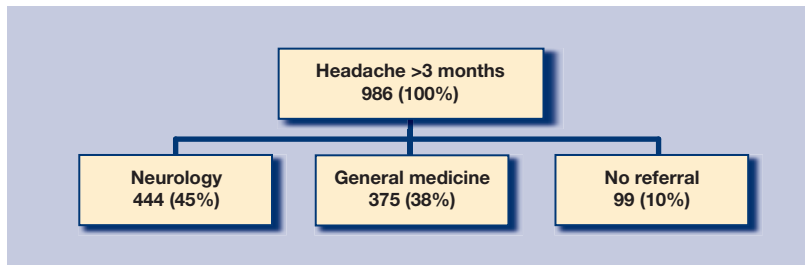 Headache >3 months
986 (100%)
Neurology
444 (45%)
General medicine
375 (38%)
No referral
99 (10%)